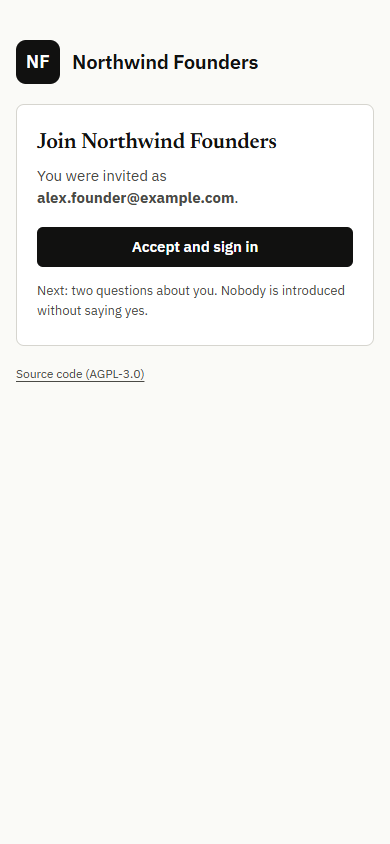 NF
Northwind Founders
Join Northwind Founders
You were invited as
alex.founder@example.com.
Accept and sign in
Next: two questions about you. Nobody is introduced
without saying yes.
Source code (AGPL-3.0)